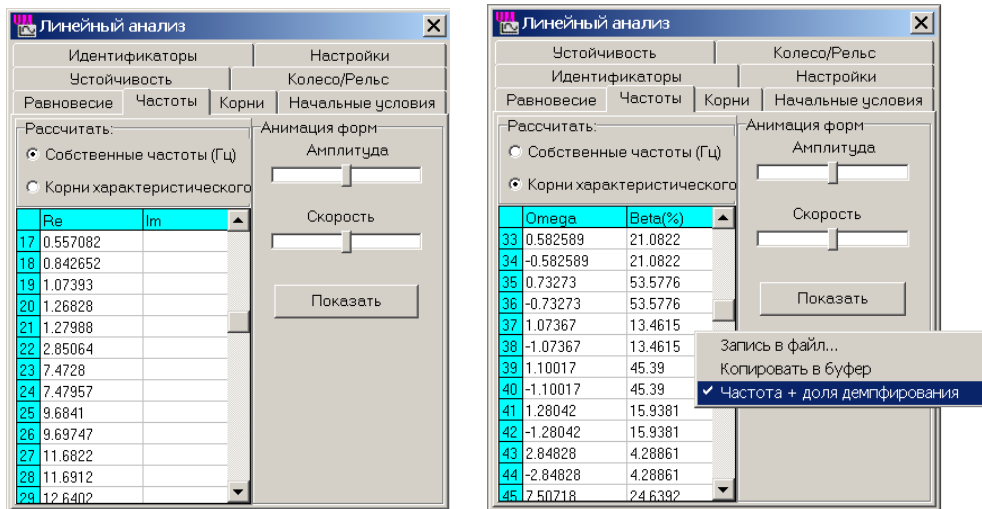 Линейный анализ
Идентификаторы Настройки
Устойчивость Колесо/Рельс
Равновесие Частоты Корни Начальные условия
Рассчитать:
Собственные частоты (Гц)
Корни характеристического
Re Im
17 0.557082
18 0.842652
19 1.07393
20 1.26828
21 1.27988
22 2.85064
23 7.4728
24 7.47957
25 9.6841
26 9.69747
27 11.6822
28 11.6912
29 12.6402
Анимация форм
Амплитуда
Скорость
Показать
Линейный анализ
Устойчивость Колесо/Рельс
Идентификаторы Настройки
Равновесие Частоты Корни Начальные условия
Рассчитать:
Собственные частоты (Гц)
Корни характеристического
Omega Beta(%)
33 0.582589 21.0822
34 -0.582589 21.0822
35 0.73273 53.5776
36 -0.73273 53.5776
37 1.07367 13.4615
38 -1.07367 13.4615
39 1.10017 45.39
40 -1.10017 45.39
41 1.28042 15.9381
42 -1.28042 15.9381
43 2.84828 4.28861
44 -2.84828 4.28861
45 7.50718 24.6392
Анимация форм
Амплитуда
Скорость
Показать
Запись в файл...
Копировать в буфер
Частота + доля демпфирования